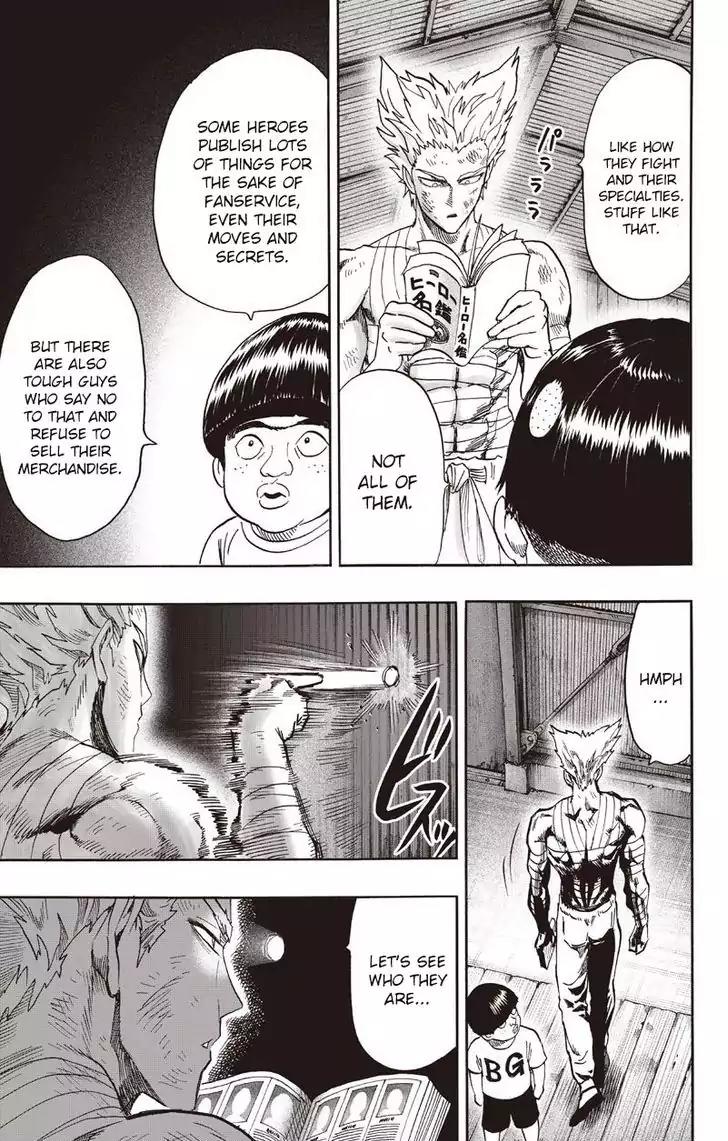 LIKE HOW
THEY FIGHT
AND THEIR
SPECIALTIES.
STUFF LIKE
THAT.
パラララ
ヒーロー
名鑑
ヒーロー名鑑
NOT
ALL OF
THEM.
SOME HEROES
PUBLISH LOTS
OF THINGS FOR
THE SAKE OF
FANSERVICE,
EVEN THEIR
MOVES AND
SECRETS.
BUT THERE
ARE ALSO
TOUGH GUYS
WHO SAY NO
TO THAT AND
REFUSE TO
SELL THEIR
MERCHANDISE.
HMPH
...
BG
ビスッ
LET'S SEE
WHO THEY
ARE...